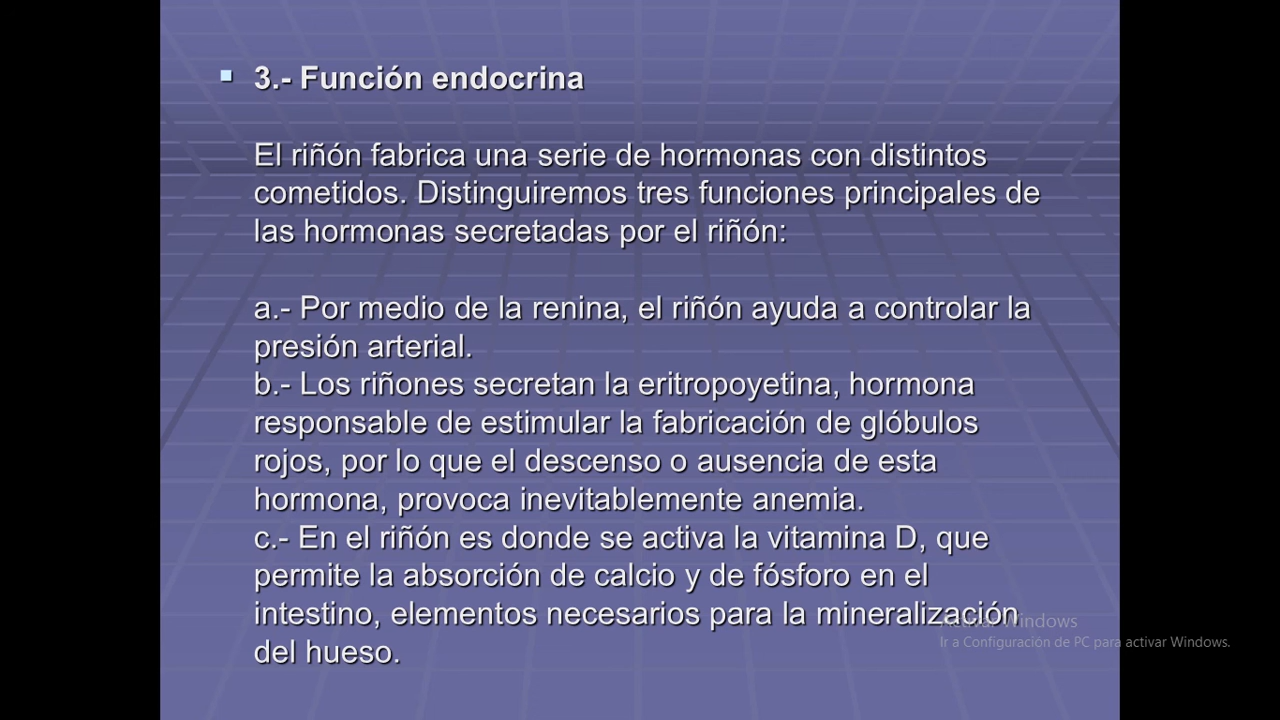 3.- Función endocrina
El riñón fabrica una serie de hormonas con distintos
cometidos. Distinguiremos tres funciones principales de
las hormonas secretadas por el riñón:
a.- Por medio de la renina, el riñón ayuda a controlar la
presión arterial.
b.- Los riñones secretan la eritropoyetina, hormona
responsable de estimular la fabricación de glóbulos
rojos, por lo que el descenso o ausencia de esta
hormona, provoca inevitablemente anemia.
c.- En el riñón es donde se activa la vitamina D, que
permite la absorción de calcio y de fósforo en el
intestino, elementos necesarios para la mineralización
Activar Windows
Ir a Configuración de PC para activar Windows.
del hueso.